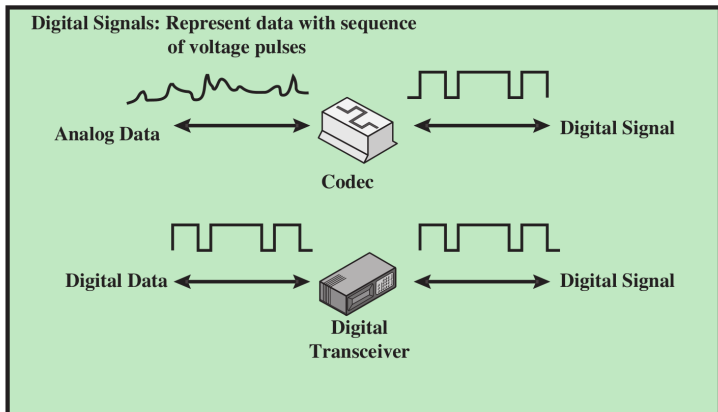 Digital Signals: Represent data with sequence
of voltage pulses
Analog Data
Digital Signal
Codec
Digital Data
Digital Signal
Digital
Transceiver